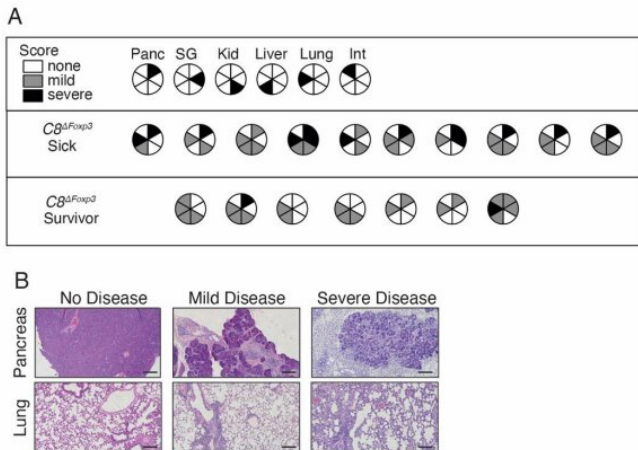 A
Score
none
mild
severe
Panc SG Kid Liver Lung Int
C8ΔFoxp3
Sick
C8ΔFoxp3
Survivor
B
No Disease Mild Disease Severe Disease
Pancreas
Lung